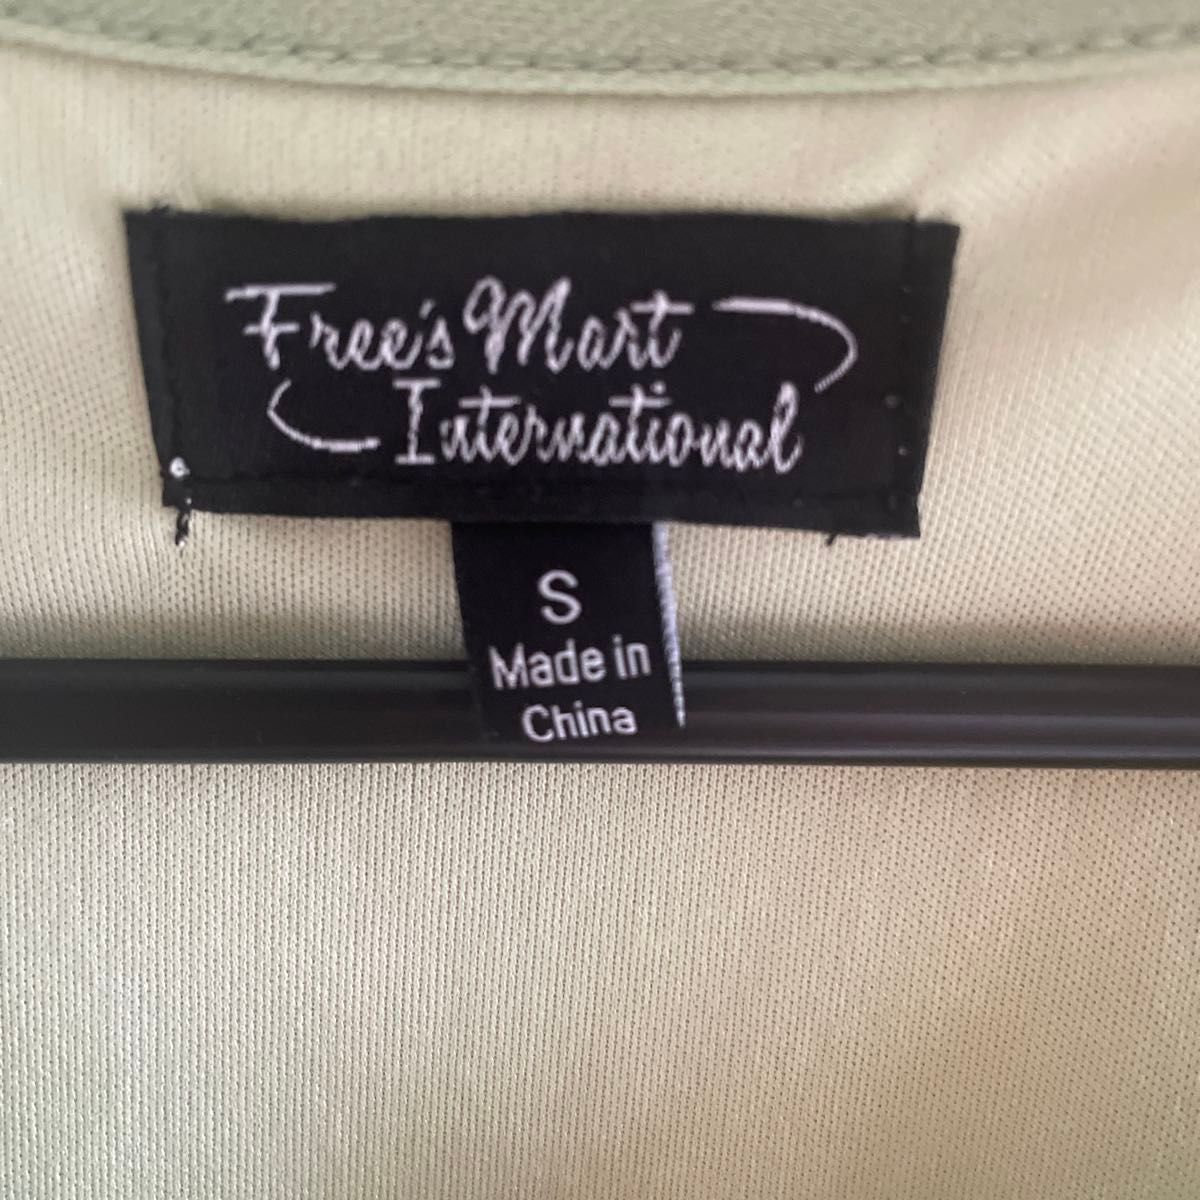 Free's Mart
International
S
Made in
China